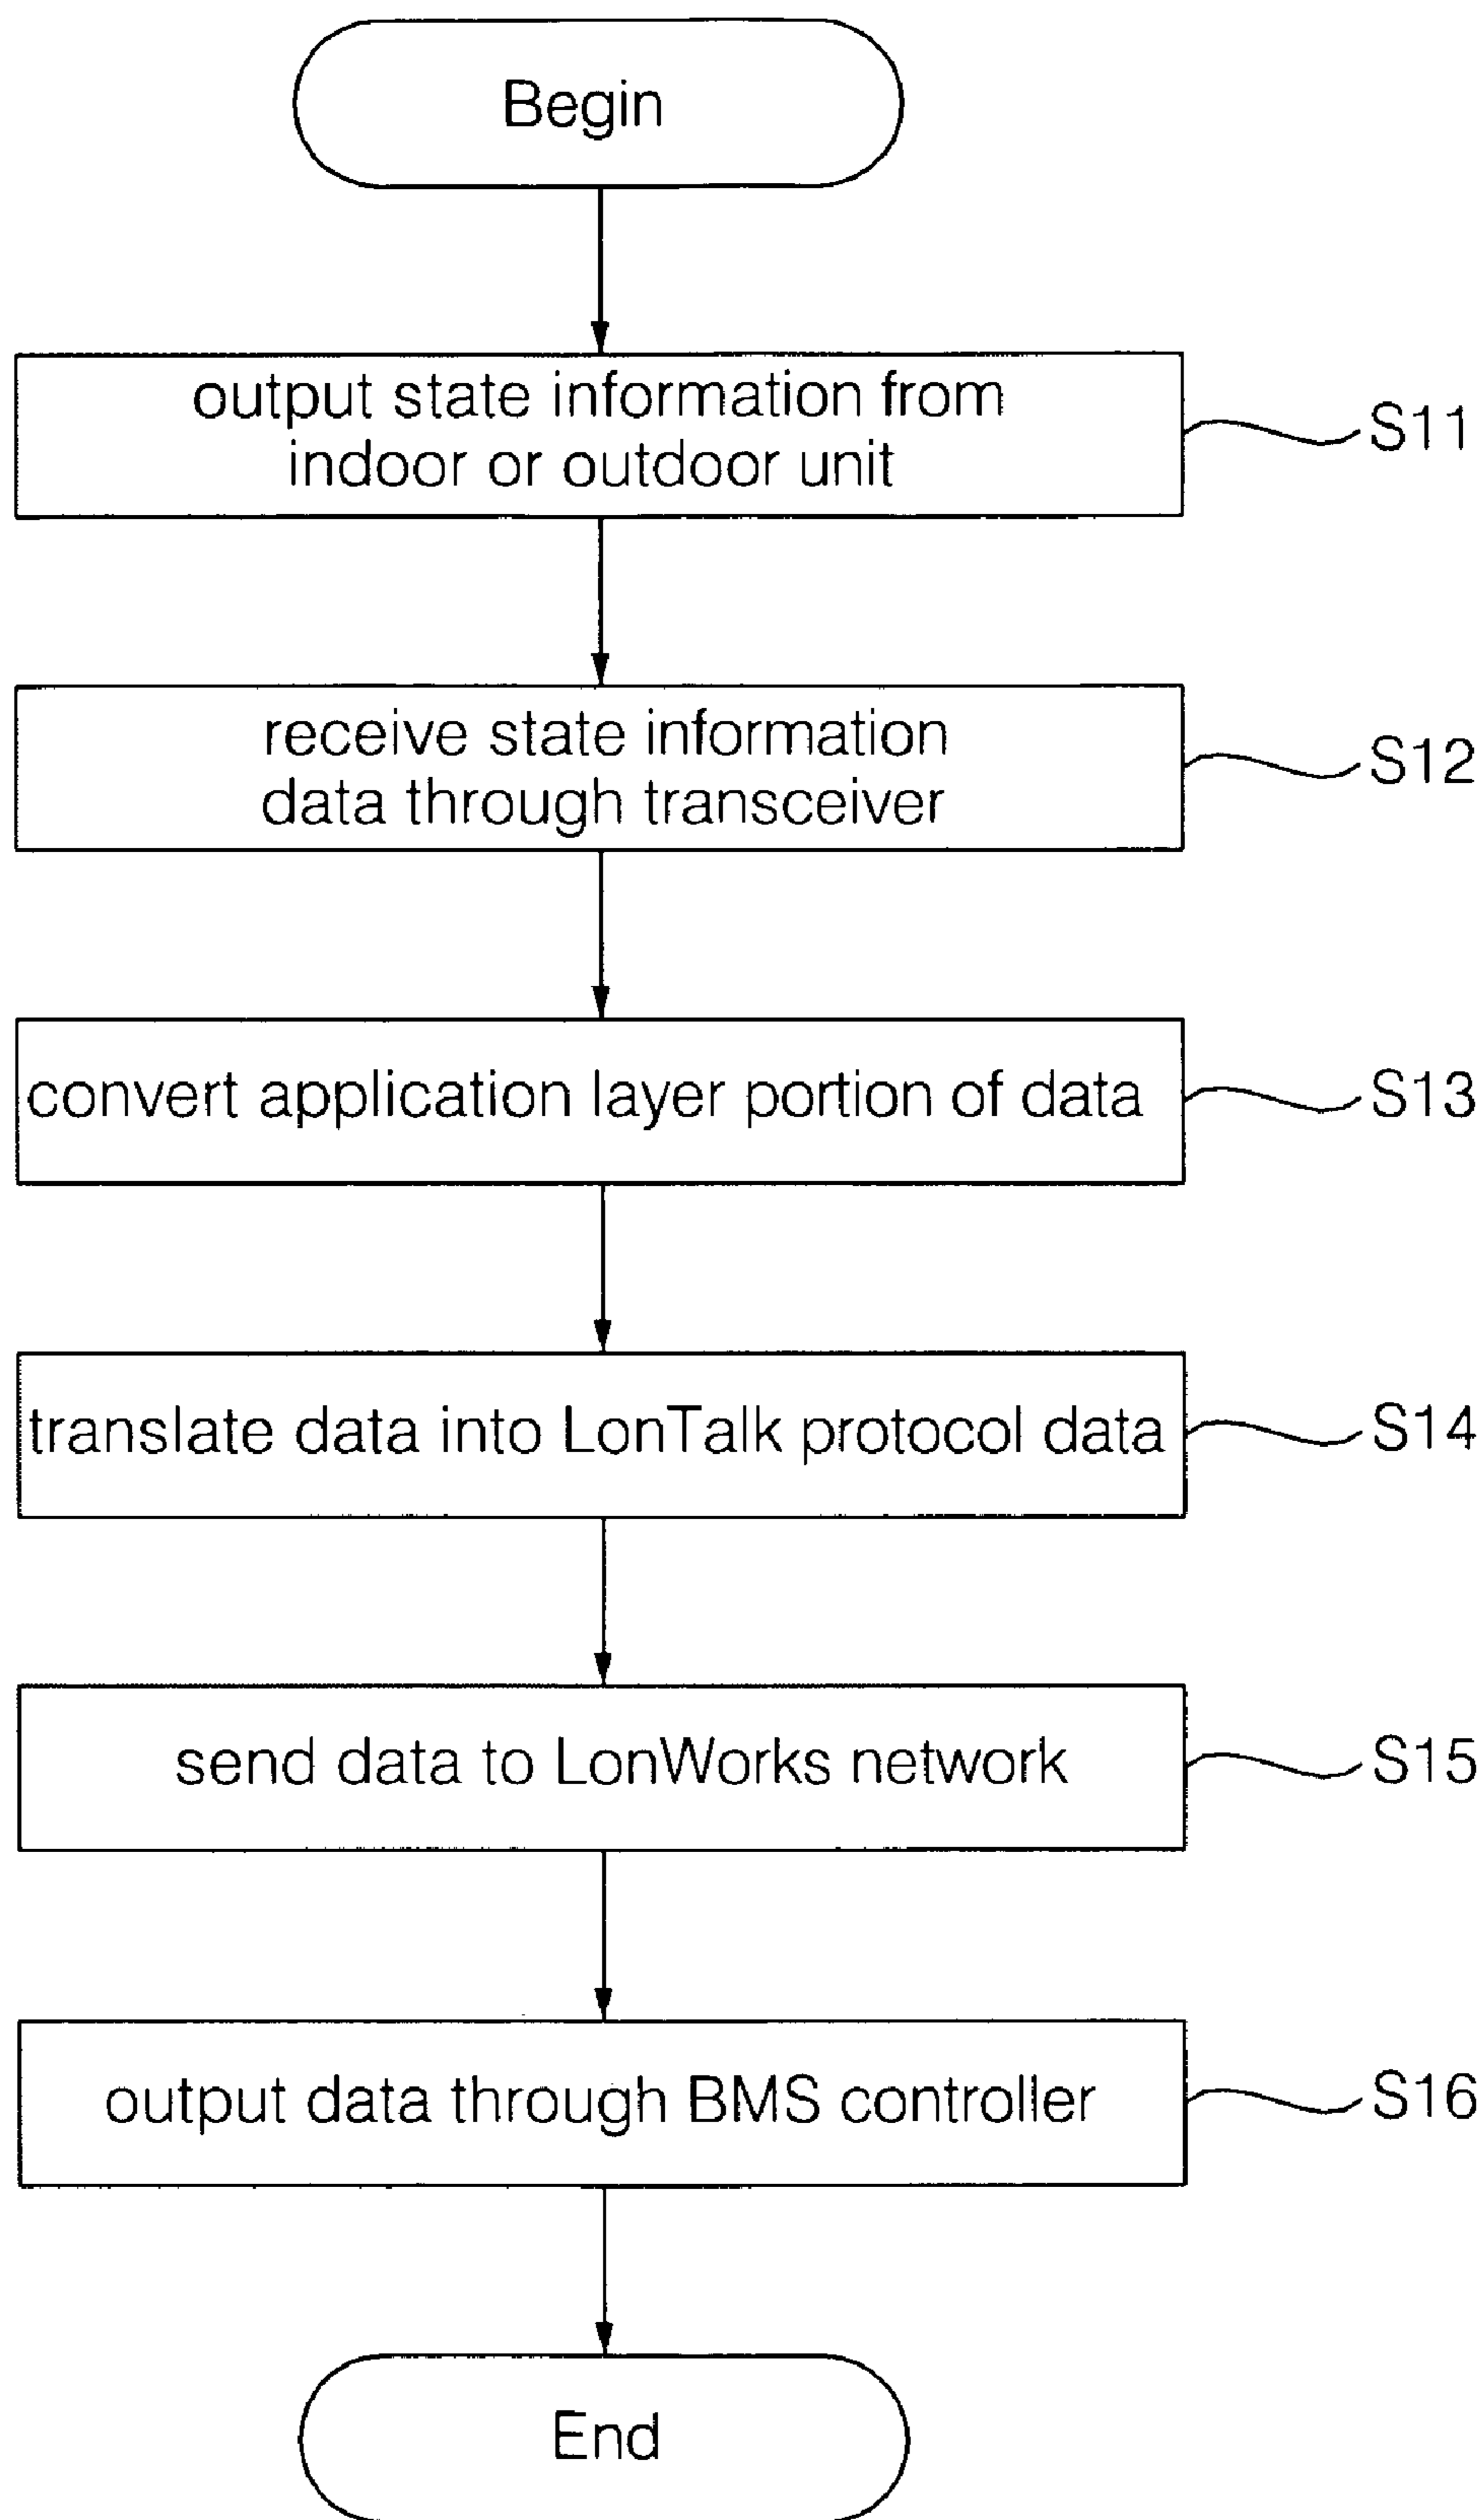 Begin
output state information from
indoor or outdoor unit
S11
receive state information
data through transceiver
S12
convert application layer portion of data
S13
translate data into LonTalk protocol data
S14
send data to LonWorks network
S15
output data through BMS controller
S16
End